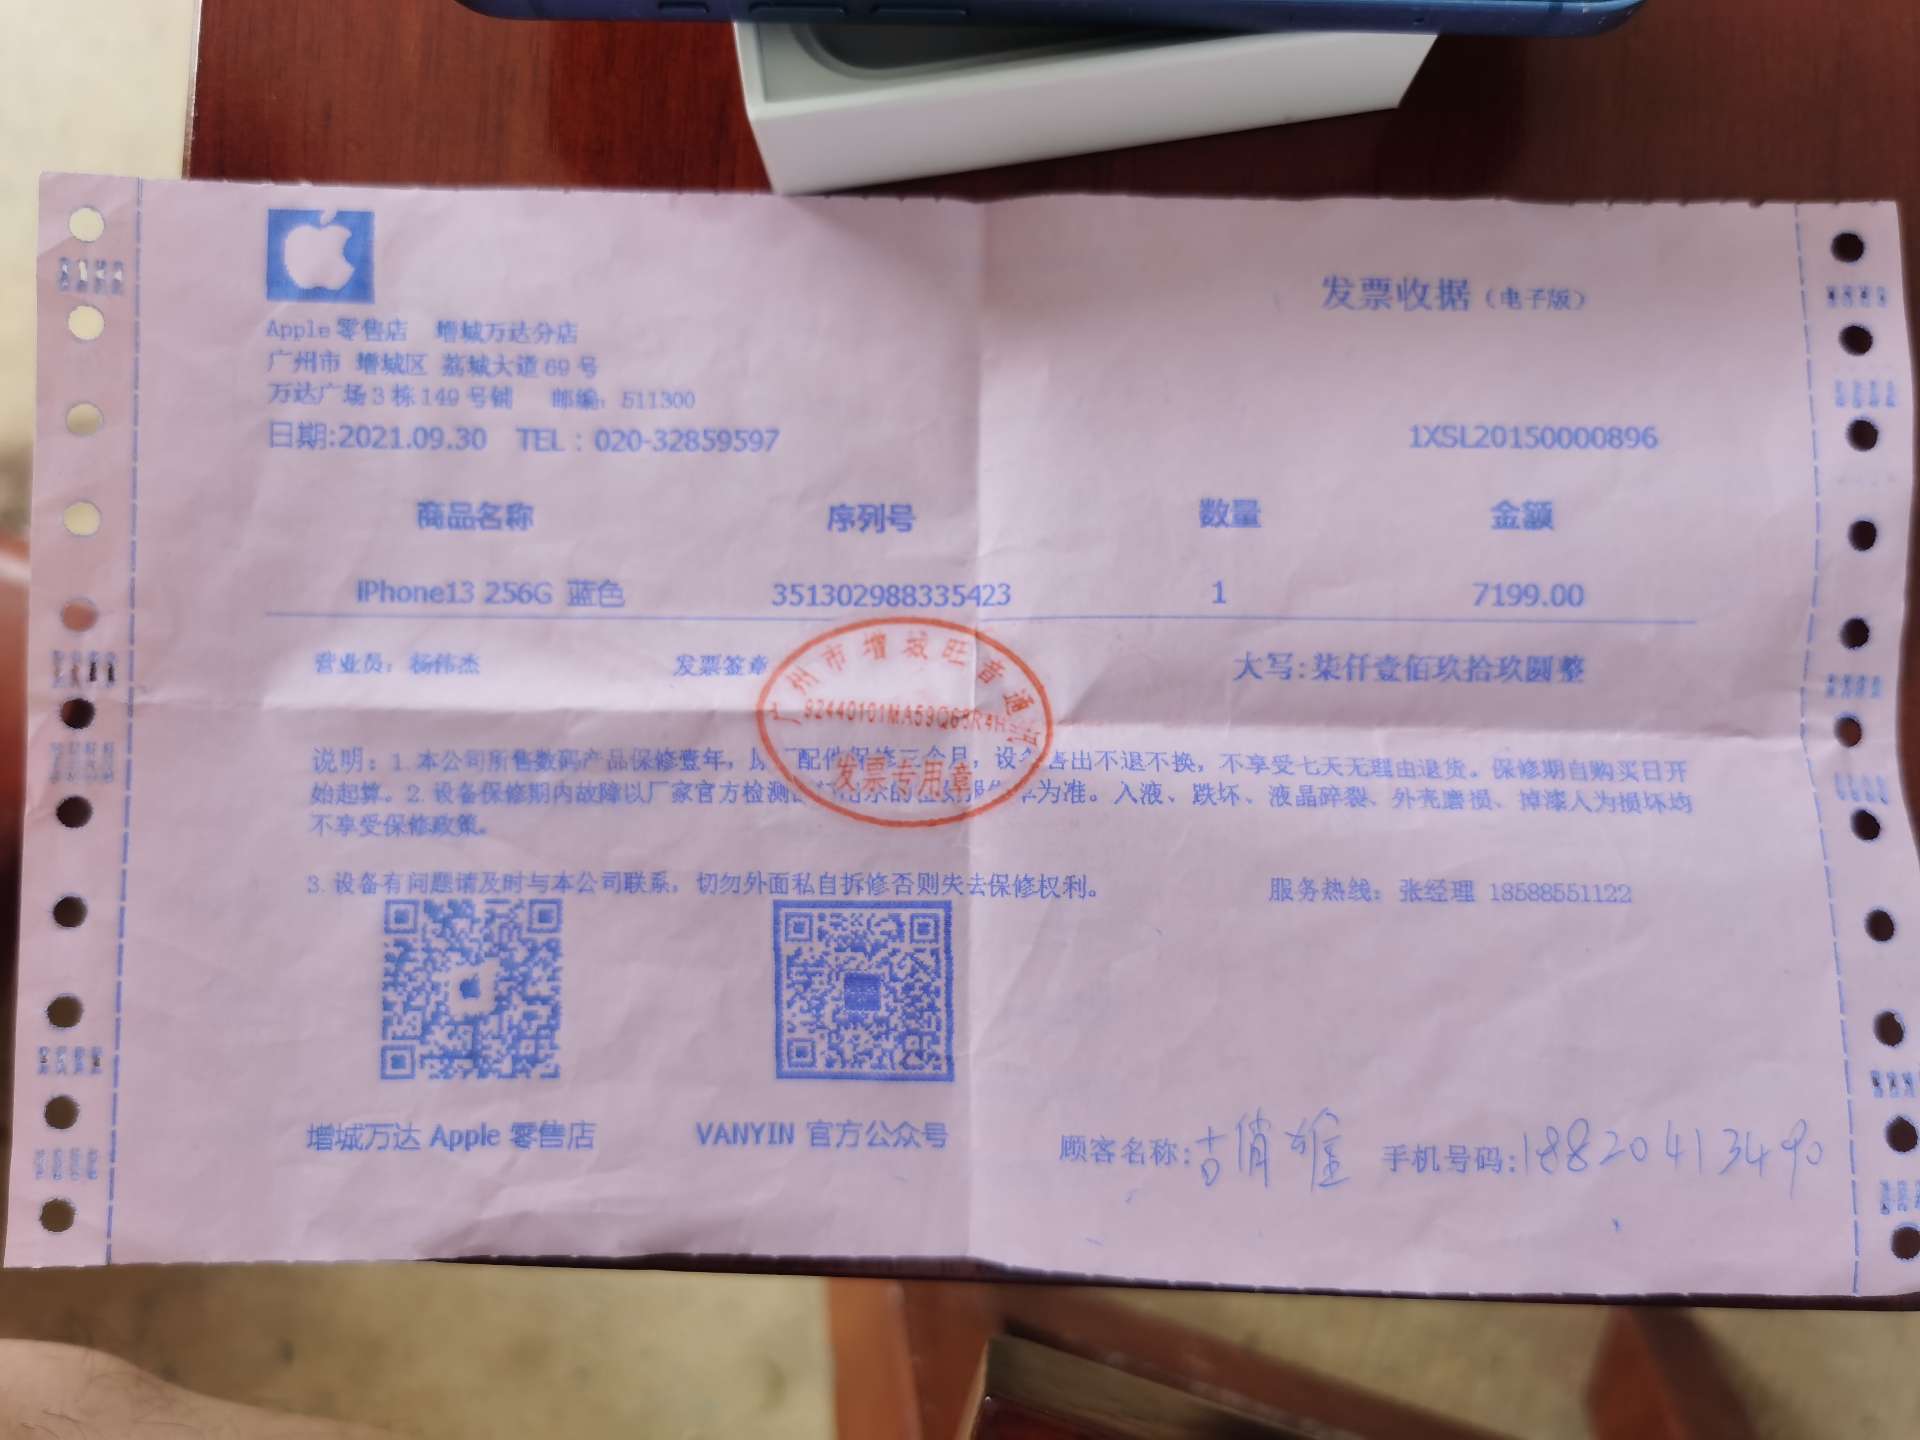 Apple 零售店 增城万达分店
广州市 增城区 荔城大道 69 号
万达广场 3 栋 149 号铺 邮编：511300
日期:2021.09.30 TEL：020-32859597
发票收据（电子版）
1XSL20150000896
商品名称 序列号 数量 金额
IPhone13 256G 蓝色 351302988335423 1 7199.00
营业员：杨伟杰 发票签章 大写:柒仟壹佰玖拾玖圆整
广州市增城旺普通讯
92440101MA59Q6 R4H
发票专用章
说明：1.本公司所售数码产品保修壹年，配件保修三个月，设备售出不退不换，不享受七天无理由退货。保修期自购买日开
始起算。2.设备保修期内故障以厂家官方检测 为准。入液、跌坏、液晶碎裂、外壳磨损、掉漆人为损坏均
不享受保修政策。
3.设备有问题请及时与本公司联系，切勿外面私自拆修否则失去保修权利。 服务热线：张经理 18588551122
增城万达 Apple 零售店 VANYIN 官方公众号
顾客名称:古俏雄 手机号码:18820413490